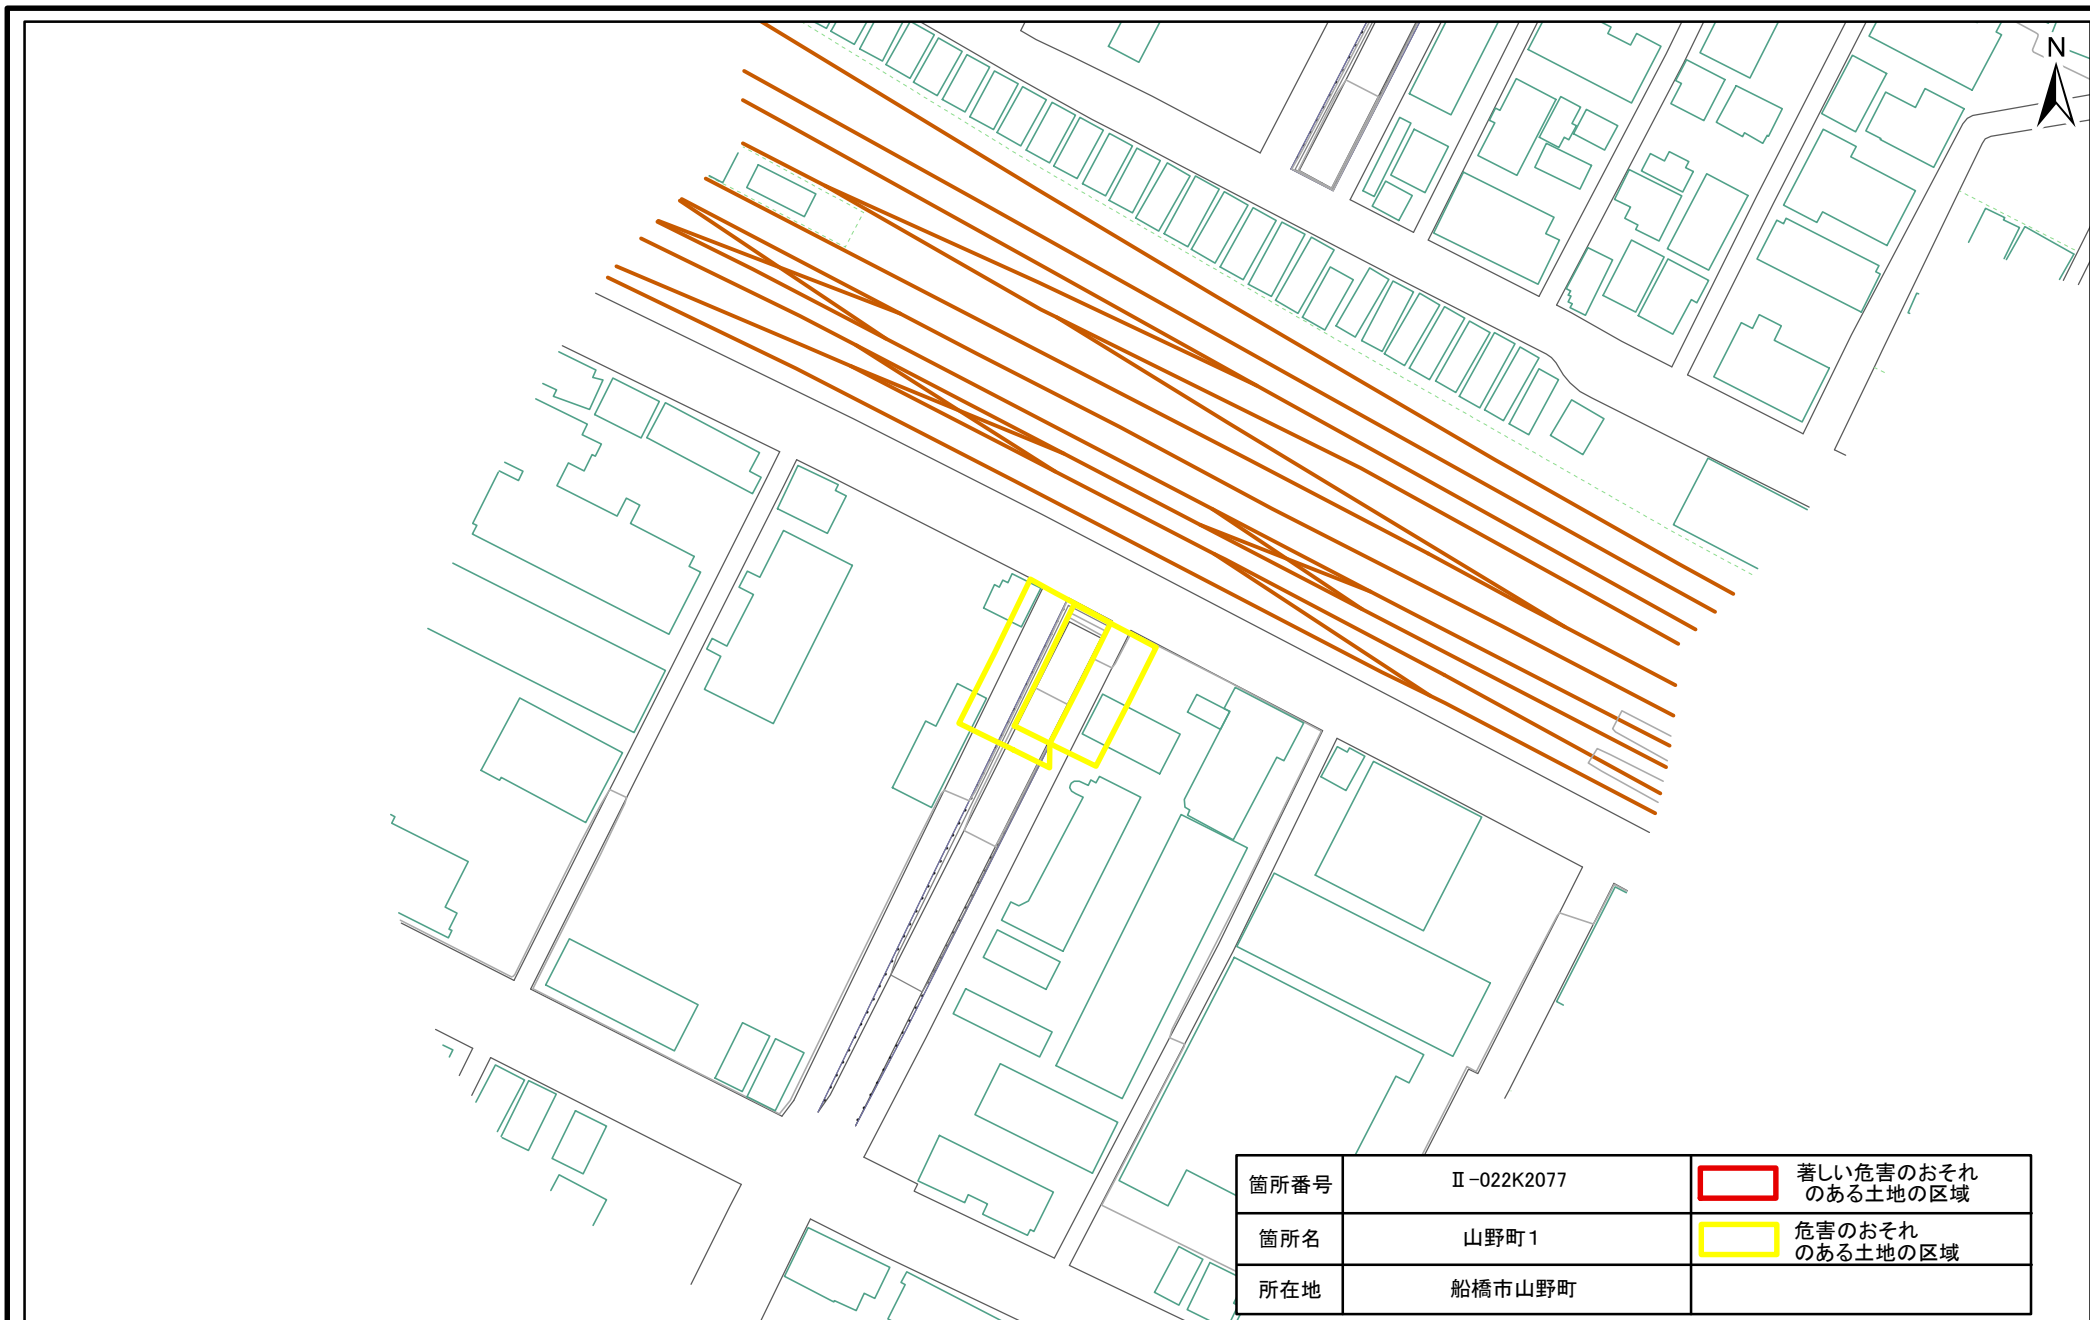 N
箇所番号 Ⅱ-022K2077 著しい危害のおそれ
のある土地の区域
箇所名 山野町1 危害のおそれ
のある土地の区域
所在地 船橋市山野町